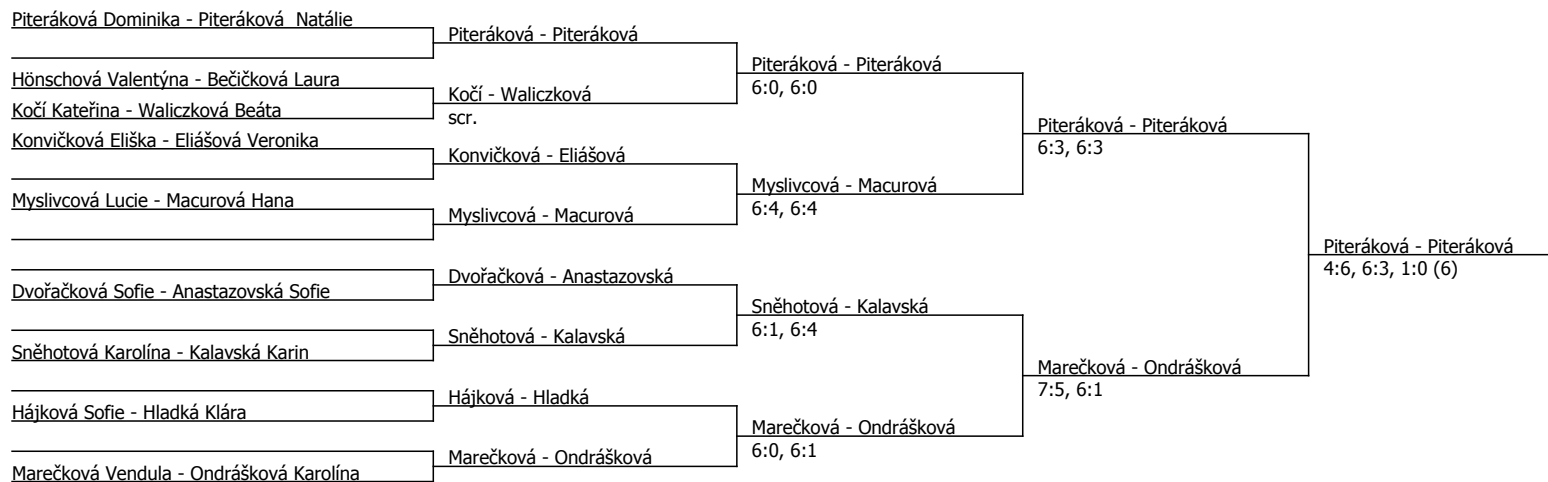 Piteráková Dominika - Piteráková  Natálie
Hönschová Valentýna - Bečičková Laura
Kočí Kateřina - Waliczková Beáta
Konvičková Eliška - Eliášová Veronika
Myslivcová Lucie - Macurová Hana
Dvořačková Sofie - Anastazovská Sofie
Sněhotová Karolína - Kalavská Karin
Hájková Sofie - Hladká Klára
Marečková Vendula - Ondrášková Karolína
Piteráková - Piteráková
Kočí - Waliczková
scr.
Konvičková - Eliášová
Myslivcová - Macurová
Dvořačková - Anastazovská
Sněhotová - Kalavská
Hájková - Hladká
Marečková - Ondrášková
Piteráková - Piteráková
6:0, 6:0
Myslivcová - Macurová
6:4, 6:4
Sněhotová - Kalavská
6:1, 6:4
Marečková - Ondrášková
6:0, 6:1
Piteráková - Piteráková
6:3, 6:3
Marečková - Ondrášková
7:5, 6:1
Piteráková - Piteráková
4:6, 6:3, 1:0 (6)